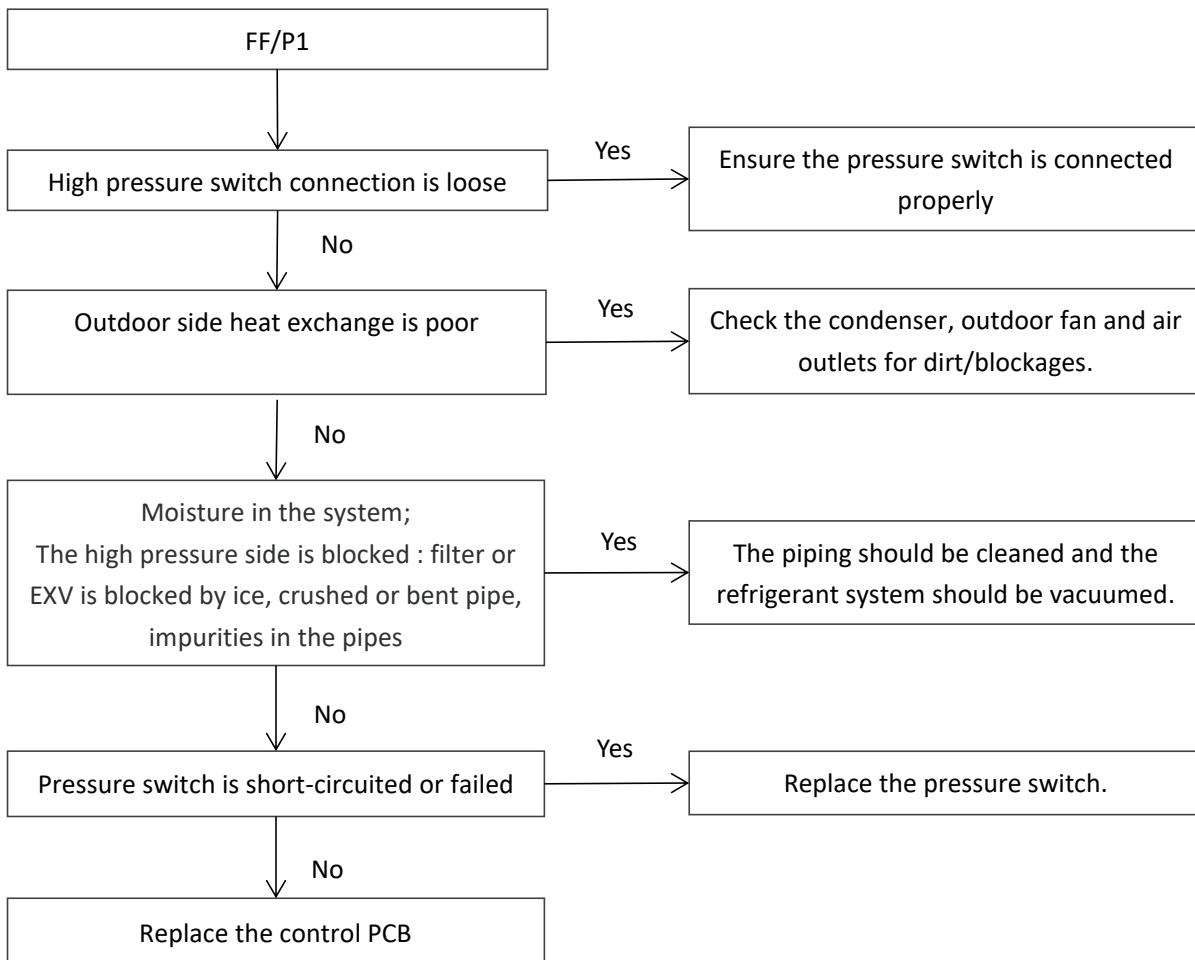 FF/P1
Yes
High pressure switch connection is loose
Ensure the pressure switch is connected
properly
No
Yes
Outdoor side heat exchange is poor
Check the condenser, outdoor fan and air
outlets for dirt/blockages.
No
Moisture in the system;
The high pressure side is blocked : filter or
EXV is blocked by ice, crushed or bent pipe,
impurities in the pipes
Yes
The piping should be cleaned and the
refrigerant system should be vacuumed.
No
Yes
Pressure switch is short-circuited or failed
Replace the pressure switch.
No
Replace the control PCB